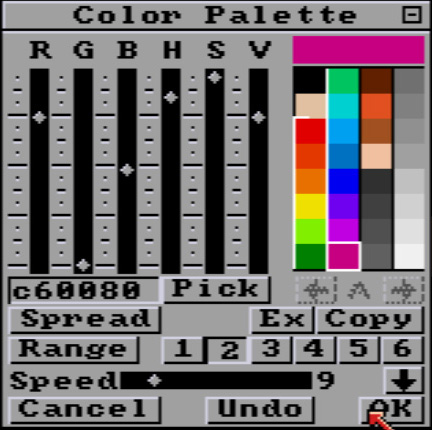 Color Palette
R G B H S V
c60080 Pick
Spread Ex Copy
Range 1 2 3 4 5 6
Speed 9
Cancel Undo OK